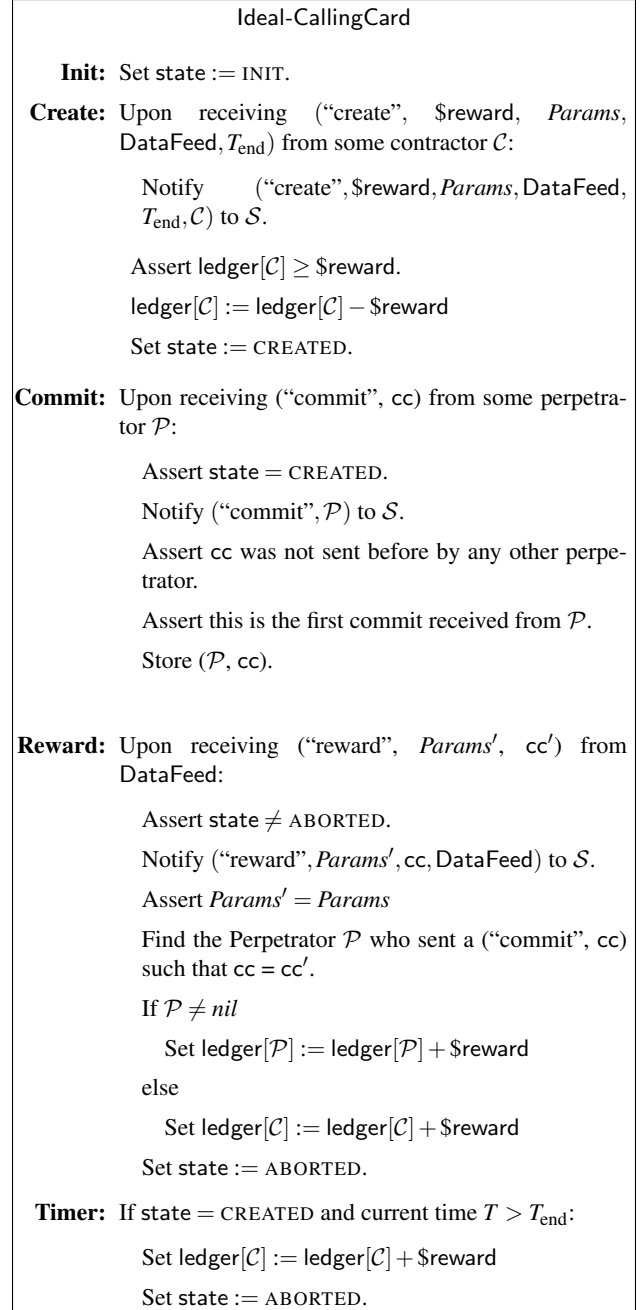 Ideal-CallingCard
Init: Set state := INIT.
Create: Upon receiving (“create”, $reward, Params,
DataFeed, T_end) from some contractor 𝒞:
Notify (“create”, $reward, Params, DataFeed,
T_end, 𝒞) to 𝒮.
Assert ledger[𝒞] ≥ $reward.
ledger[𝒞] := ledger[𝒞] − $reward
Set state := CREATED.
Commit: Upon receiving (“commit”, cc) from some perpetra-
tor 𝒫:
Assert state = CREATED.
Notify (“commit”, 𝒫) to 𝒮.
Assert cc was not sent before by any other perpe-
trator.
Assert this is the first commit received from 𝒫.
Store (𝒫, cc).
Reward: Upon receiving (“reward”, Params′, cc′) from
DataFeed:
Assert state ≠ ABORTED.
Notify (“reward”, Params′, cc, DataFeed) to 𝒮.
Assert Params′ = Params
Find the Perpetrator 𝒫 who sent a (“commit”, cc)
such that cc = cc′.
If 𝒫 ≠ nil
Set ledger[𝒫] := ledger[𝒫] + $reward
else
Set ledger[𝒞] := ledger[𝒞] + $reward
Set state := ABORTED.
Timer: If state = CREATED and current time T > T_end:
Set ledger[𝒞] := ledger[𝒞] + $reward
Set state := ABORTED.